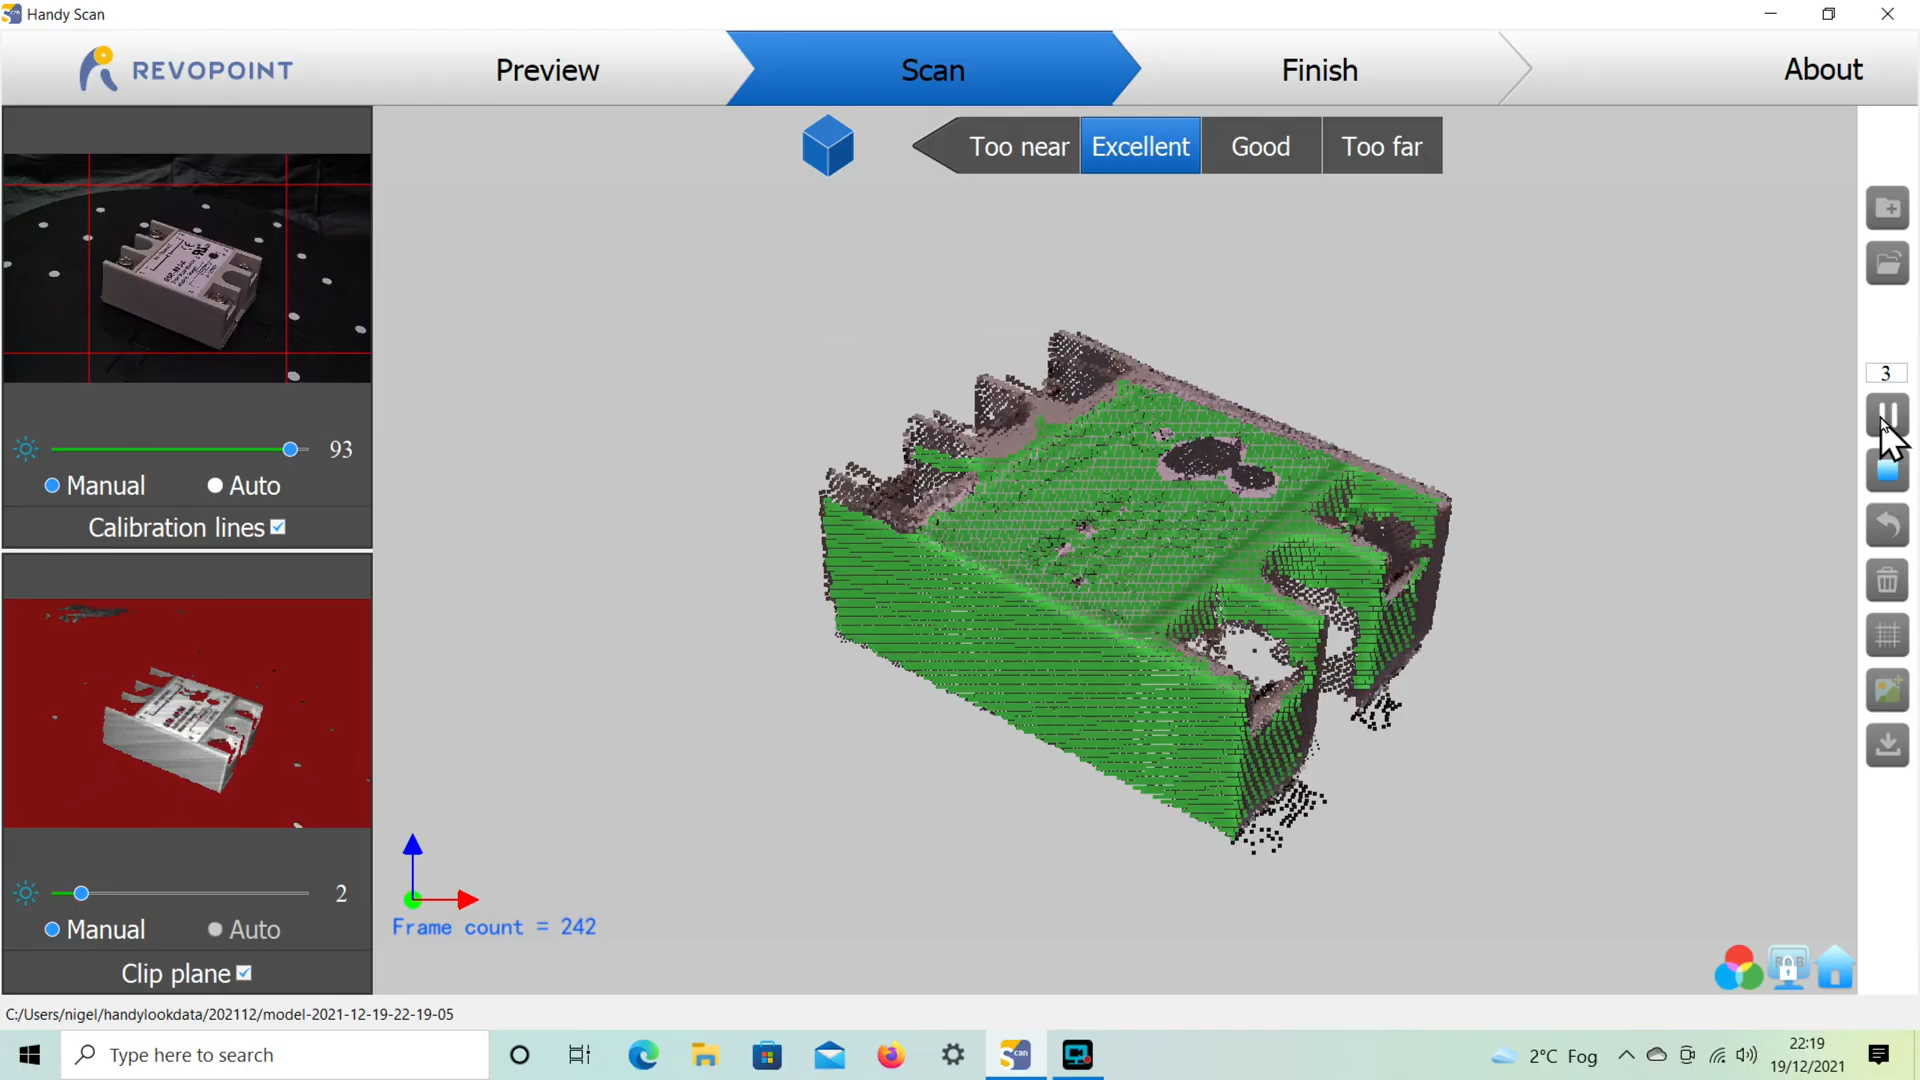 Handy Scan
REVOPOINT
Preview
Scan
Finish
About
Too near
Excellent
Good
Too far
93
Manual
Auto
Calibration lines
3
2
Manual
Auto
Clip plane
Frame count = 242
C:/Users/nigel/handylookdata/202112/model-2021-12-19-22-19-05
Type here to search
Scan
2°C Fog
22:19
19/12/2021